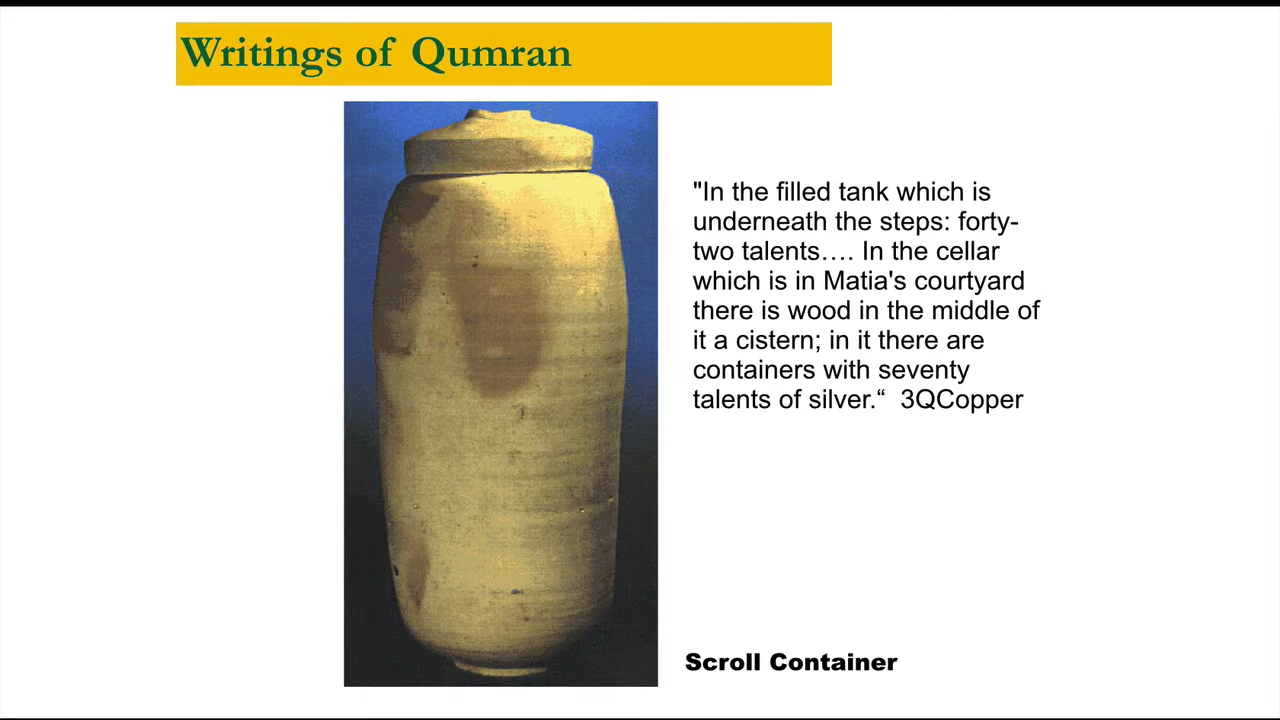 Writings of Qumran
"In the filled tank which is
underneath the steps: forty-
two talents…. In the cellar
which is in Matia's courtyard
there is wood in the middle of
it a cistern; in it there are
containers with seventy
talents of silver.“  3QCopper
Scroll Container